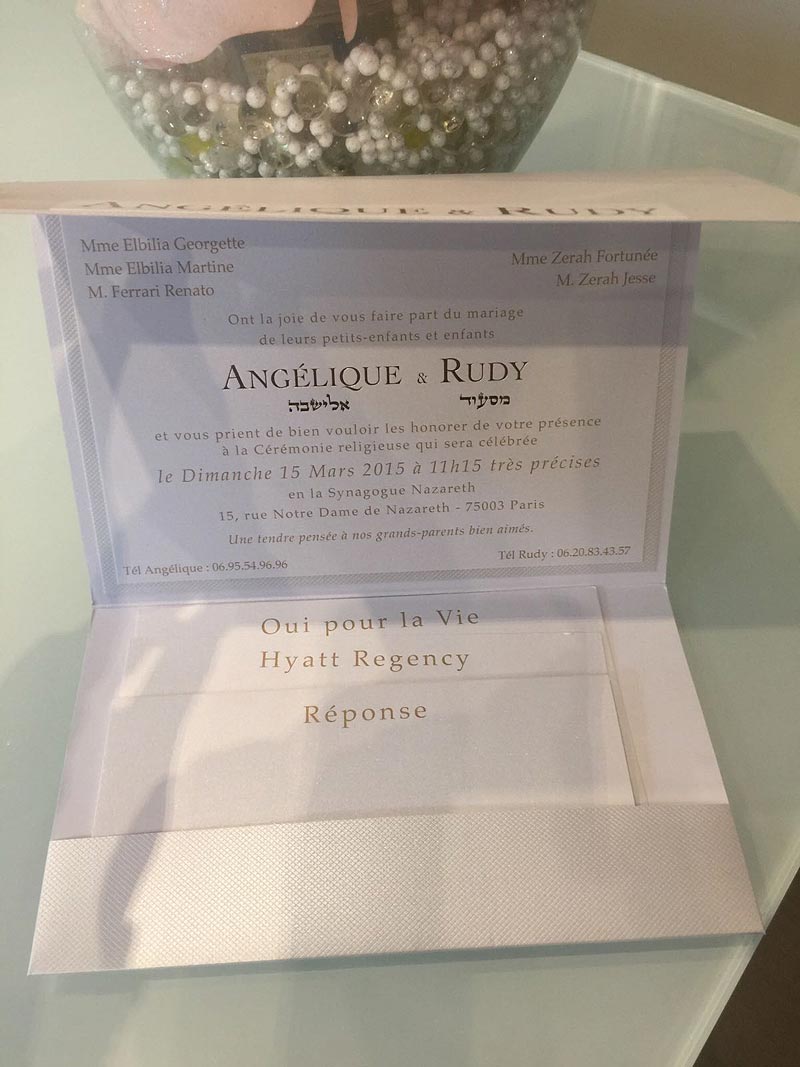 ANGÉLIQUE & RUDY
Mme Elbilia Georgette
Mme Elbilia Martine
M. Ferrari Renato
Mme Zerah Fortunée
M. Zerah Jesse
Ont la joie de vous faire part du mariage
de leurs petits-enfants et enfants
ANGÉLIQUE & RUDY
אלישבה מסעוד
et vous prient de bien vouloir les honorer de votre présence
à la Cérémonie religieuse qui sera célébrée
le Dimanche 15 Mars 2015 à 11h15 très précises
en la Synagogue Nazareth
15, rue Notre Dame de Nazareth - 75003 Paris
Une tendre pensée à nos grands-parents bien aimés.
Tél Angélique : 06.95.54.96.96
Tél Rudy : 06.20.83.43.57
Oui pour la Vie
Hyatt Regency
Réponse